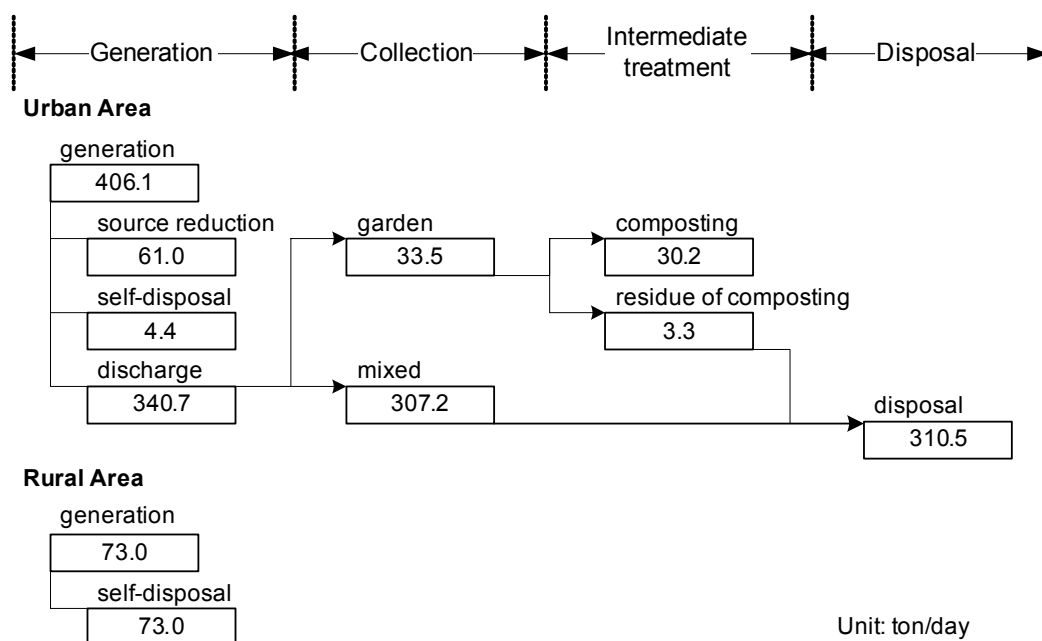 Generation
Collection
Intermediate
treatment
Disposal
Urban Area
generation
406.1
source reduction
garden
composting
61.0
33.5
30.2
self-disposal
residue of composting
4.4
3.3
discharge
mixed
340.7
307.2
disposal
310.5
Rural Area
generation
73.0
self-disposal
73.0
Unit: ton/day